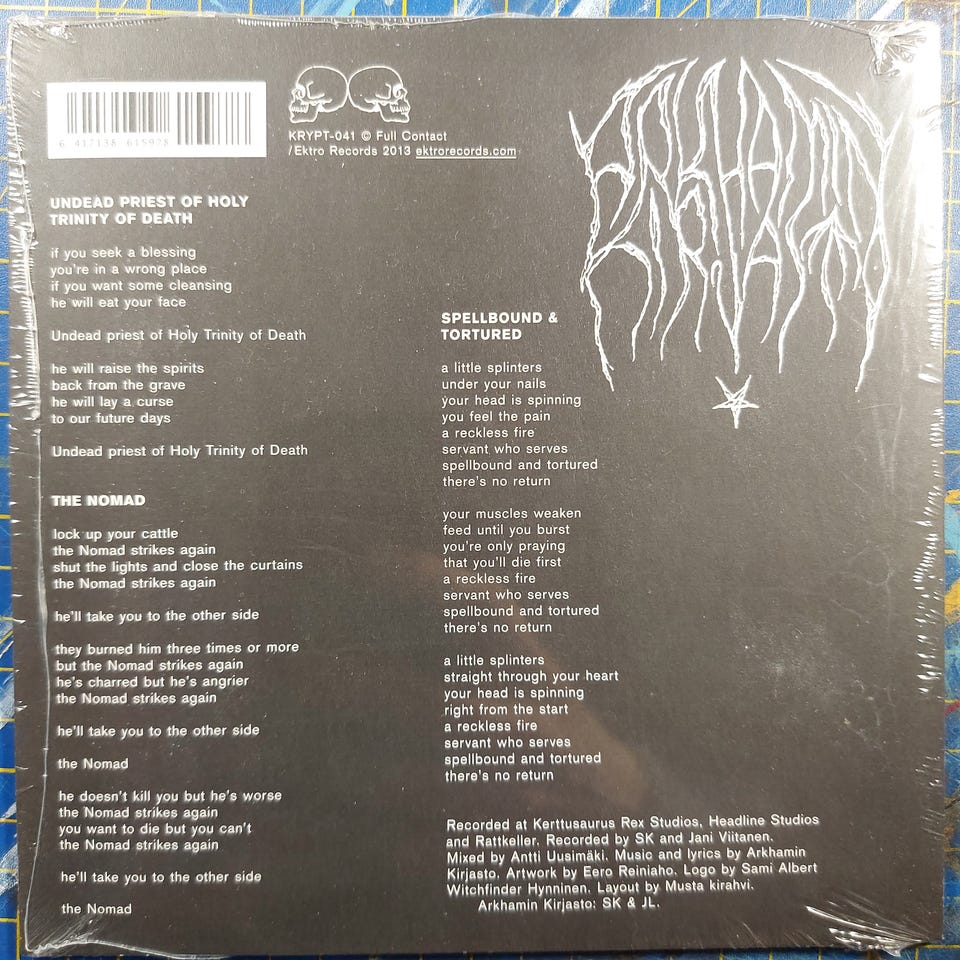 6 417138 615978
KRYPT-041 © Full Contact
/Ektro Records 2013 ektrorecords.com
UNDEAD PRIEST OF HOLY
TRINITY OF DEATH
if you seek a blessing
you're in a wrong place
if you want some cleansing
he will eat your face
Undead priest of Holy Trinity of Death
he will raise the spirits
back from the grave
he will lay a curse
to our future days
Undead priest of Holy Trinity of Death
THE NOMAD
lock up your cattle
the Nomad strikes again
shut the lights and close the curtains
the Nomad strikes again
he'll take you to the other side
they burned him three times or more
but the Nomad strikes again
he's charred but he's angrier
the Nomad strikes again
he'll take you to the other side
the Nomad
he doesn't kill you but he's worse
the Nomad strikes again
you want to die but you can't
the Nomad strikes again
he'll take you to the other side
the Nomad
SPELLBOUND &
TORTURED
a little splinters
under your nails
your head is spinning
you feel the pain
a reckless fire
servant who serves
spellbound and tortured
there's no return
your muscles weaken
feed until you burst
you're only praying
that you'll die first
a reckless fire
servant who serves
spellbound and tortured
there's no return
a little splinters
straight through your heart
your head is spinning
right from the start
a reckless fire
servant who serves
spellbound and tortured
there's no return
Recorded at Kerttusaurus Rex Studios, Headline Studios
and Rattkeller. Recorded by SK and Jani Viitanen.
Mixed by Antti Uusimäki. Music and lyrics by Arkhamin
Kirjasto. Artwork by Eero Reiniaho. Logo by Sami Albert
Witchfinder Hynninen. Layout by Musta kirahvi.
Arkhamin Kirjasto: SK & JL.